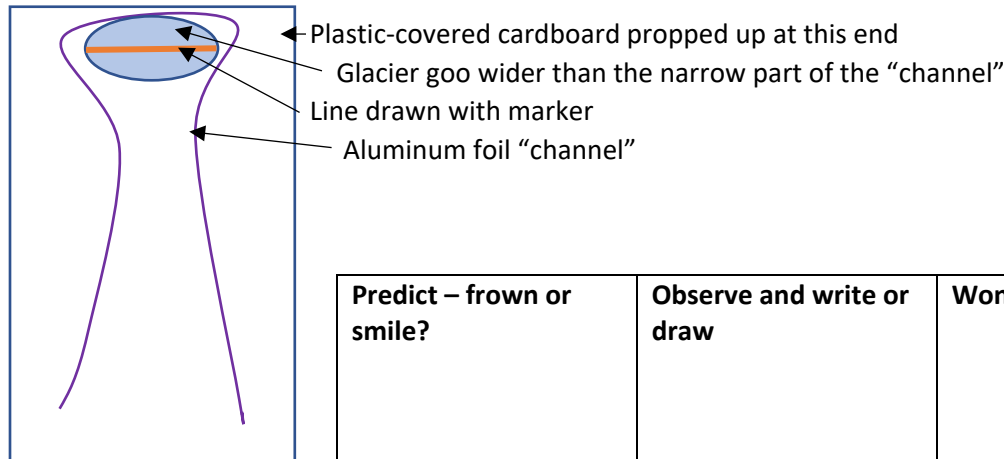 Plastic-covered cardboard propped up at this end
Glacier goo wider than the narrow part of the “channel”
Line drawn with marker
Aluminum foil “channel”
Predict – frown or
smile?
Observe and write or
draw